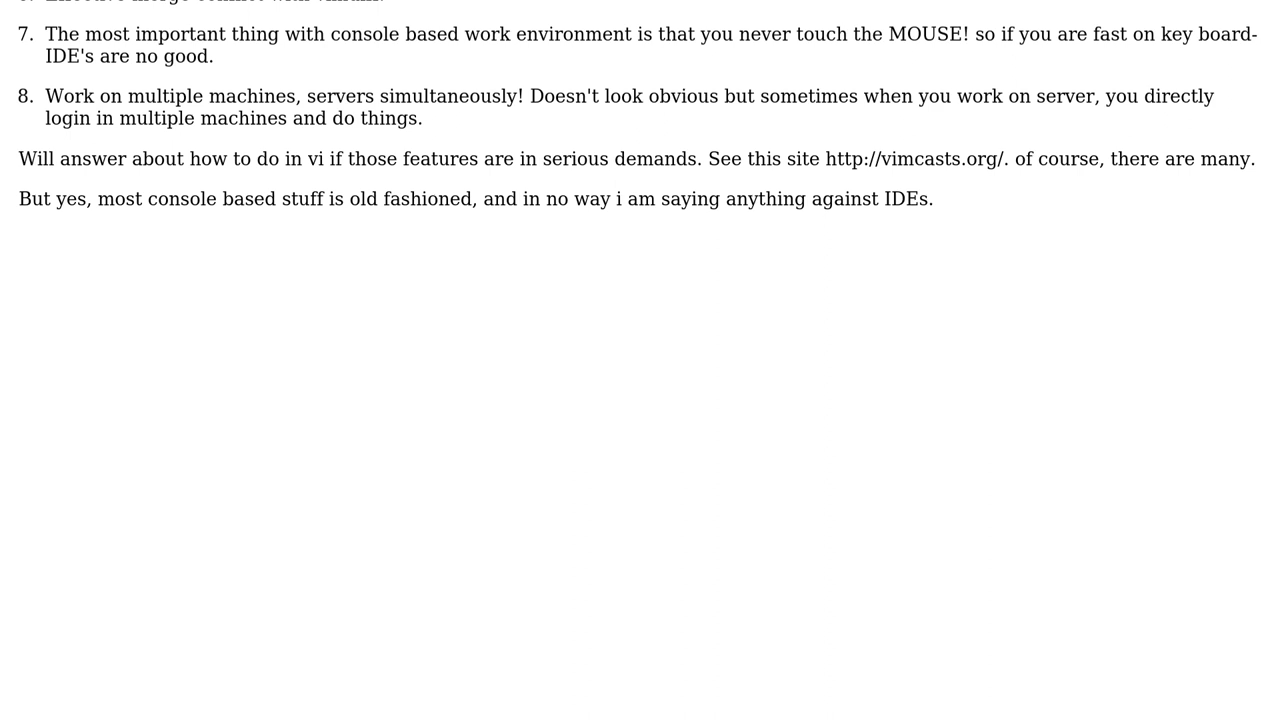 7. The most important thing with console based work environment is that you never touch the MOUSE! so if you are fast on key board-
IDE's are no good.
8. Work on multiple machines, servers simultaneously! Doesn't look obvious but sometimes when you work on server, you directly
login in multiple machines and do things.
Will answer about how to do in vi if those features are in serious demands. See this site http://vimcasts.org/. of course, there are many.
But yes, most console based stuff is old fashioned, and in no way i am saying anything against IDEs.